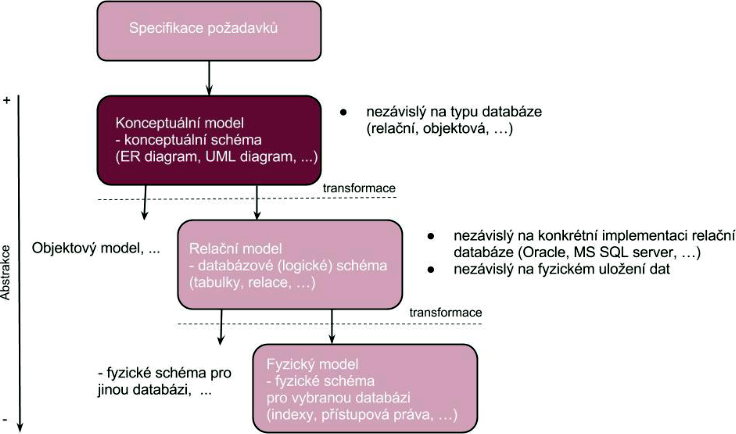 Specifikace požadavků
+
Konceptuální model
- konceptuální schéma
(ER diagram, UML diagram, ...)
● nezávislý na typu databáze
(relační, objektová, …)
transformace
Objektový model, ...
Relační model
- databázové (logické) schéma
(tabulky, relace, …)
● nezávislý na konkrétní implementaci relační
databáze (Oracle, MS SQL server, …)
● nezávislý na fyzickém uložení dat
Abstrakce
transformace
- fyzické schéma pro
jinou databázi, ...
Fyzický model
- fyzické schéma
pro vybranou databázi
(indexy, přístupová práva, …)
-